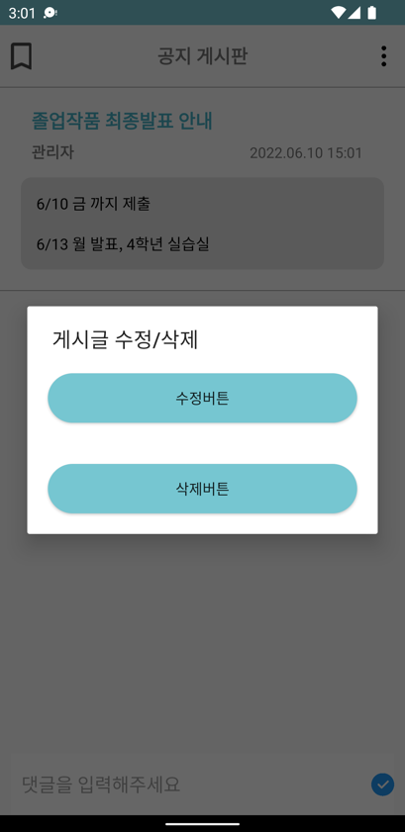 3:01
공지 게시판
졸업작품 최종발표 안내
관리자 2022.06.10 15:01
6/10 금 까지 제출
6/13 월 발표, 4학년 실습실
게시글 수정/삭제
수정버튼
삭제버튼
댓글을 입력해주세요